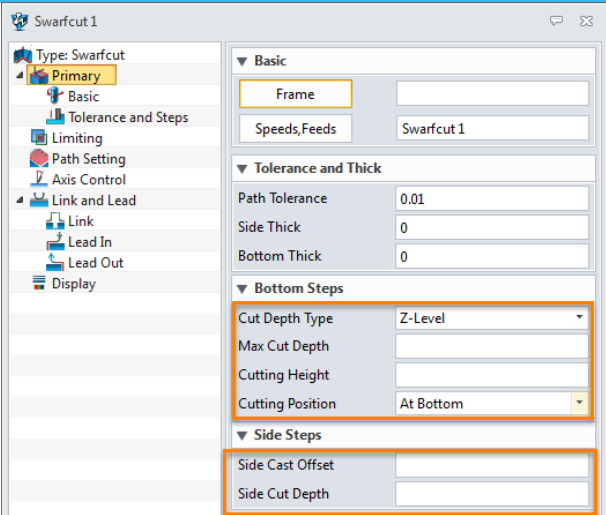 Swarfcut 1
Type: Swarfcut
Primary
Basic
Tolerance and Steps
Limiting
Path Setting
Axis Control
Link and Lead
Link
Lead In
Lead Out
Display
Basic
Frame
Speeds,Feeds
Swarfcut 1
Tolerance and Thick
Path Tolerance
0.01
Side Thick
0
Bottom Thick
0
Bottom Steps
Cut Depth Type
Z-Level
Max Cut Depth
Cutting Height
Cutting Position
At Bottom
Side Steps
Side Cast Offset
Side Cut Depth